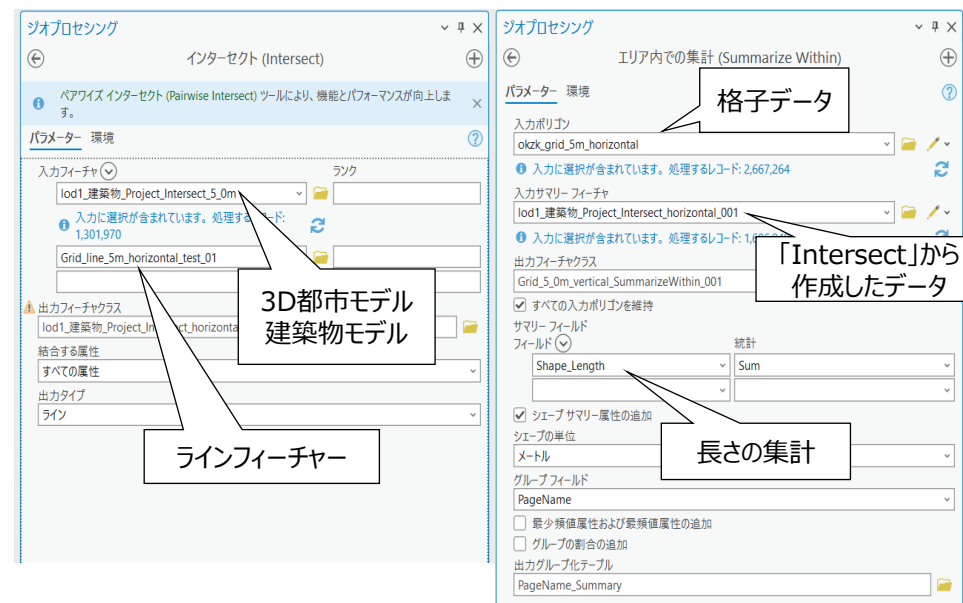 ジオプロセシング
インターセクト (Intersect)
ペアワイズ インターセクト (Pairwise Intersect) ツールにより、機能とパフォーマンスが向上しま
す。
パラメーター 環境
入力フィーチャ ランク
lod1_建築物_Project_Intersect_5_0m
入力に選択が含まれています。処理する
1,301,970
Grid_line_5m_horizontal_test_01
出力フィーチャクラス
lod1_建築物_Project_In
ct_horizonta
結合する属性
すべての属性
出力タイプ
ライン
3D都市モデル
建築物モデル
ラインフィーチャー
ジオプロセシング
エリア内での集計 (Summarize Within)
パラメーター 環境
格子データ
入力ポリゴン
okzk_grid_5m_horizontal
入力に選択が含まれています。処理するレコード: 2,667,264
入力サマリー フィーチャ
lod1_建築物_Project_Intersect_horizontal_001
入力に選択が含まれています。処理するレコード:
「Intersect」から
作成したデータ
出力フィーチャクラス
Grid_5_0m_vertical_SummarizeWithin_001
すべての入力ポリゴンを維持
サマリー フィールド
フィールド 統計
Shape_Length Sum
シェープ サマリー属性の追加
シェープの単位
メートル
長さの集計
グループ フィールド
PageName
最少頻値属性および最頻値属性の追加
グループの割合の追加
出力グループ化テーブル
PageName_Summary